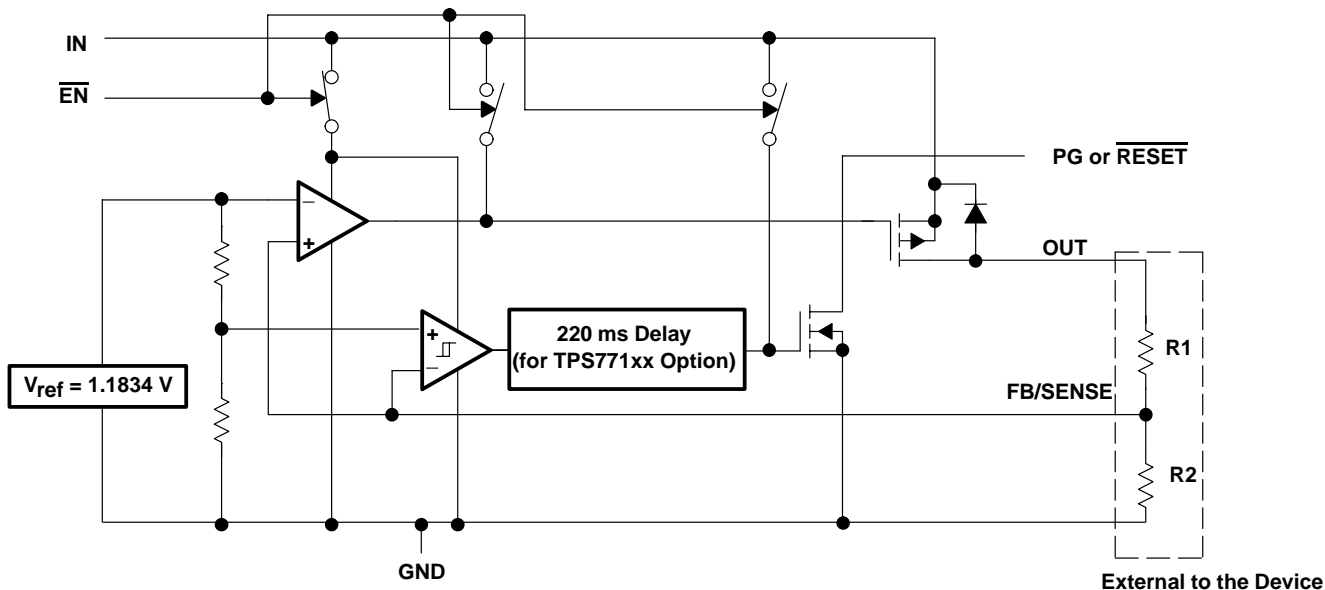 IN
EN
PG or RESET
−
+
OUT
+
−
220 ms Delay
(for TPS771xx Option)
R1
Vref = 1.1834 V
FB/SENSE
R2
GND
External to the Device